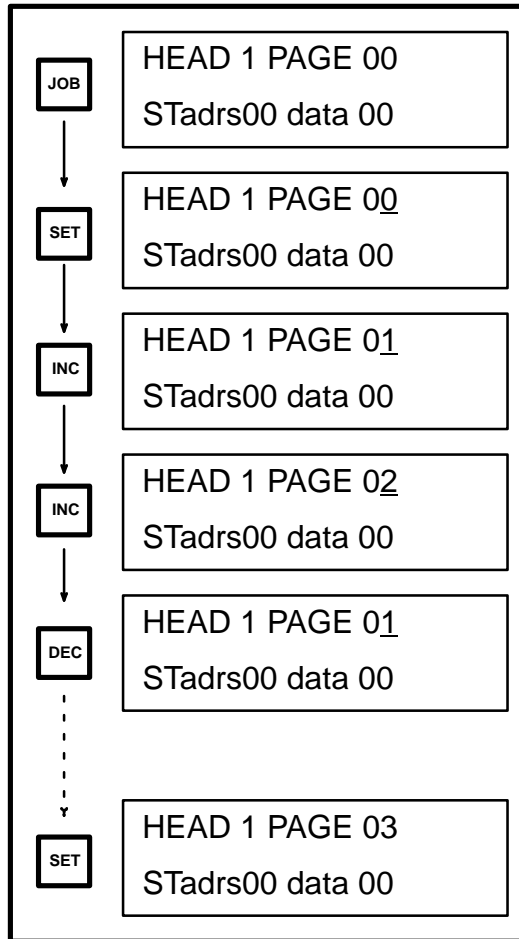 JOB
HEAD 1 PAGE 00
STadrs00 data 00
SET
HEAD 1 PAGE 00
STadrs00 data 00
INC
HEAD 1 PAGE 01
STadrs00 data 00
INC
HEAD 1 PAGE 02
STadrs00 data 00
DEC
HEAD 1 PAGE 01
STadrs00 data 00
SET
HEAD 1 PAGE 03
STadrs00 data 00